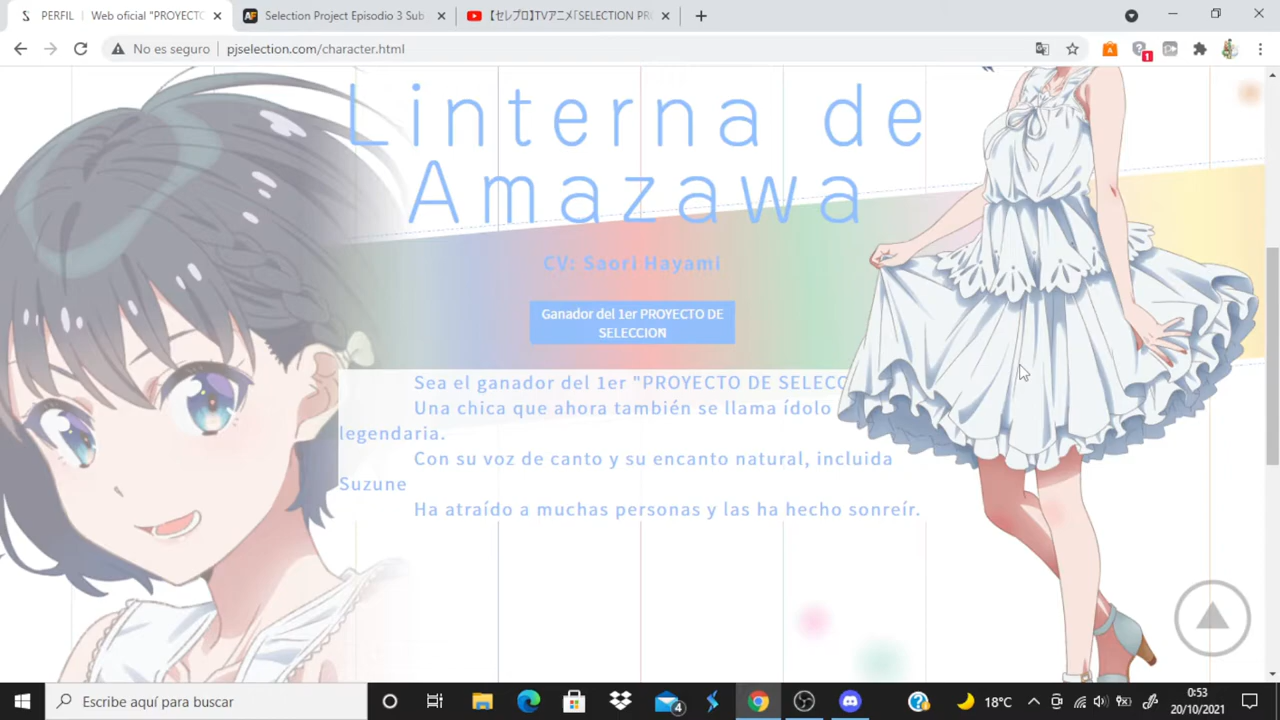 PERFIL | Web oficial "PROYECTO
Selection Project Episodio 3 Sub
【セレプロ】TVアニメ「SELECTION PR
No es seguro
pjselection.com/character.html
1
Linterna de
Amazawa
CV: Saori Hayami
Ganador del 1er PROYECTO DE
SELECCION
Sea el ganador del 1er "PROYECTO DE SELECC
Una chica que ahora también se llama ídolo
legendaria.
Con su voz de canto y su encanto natural, incluida
Suzune
Ha atraído a muchas personas y las ha hecho sonreír.
Escribe aquí para buscar
4
18°C
0:53
20/10/2021